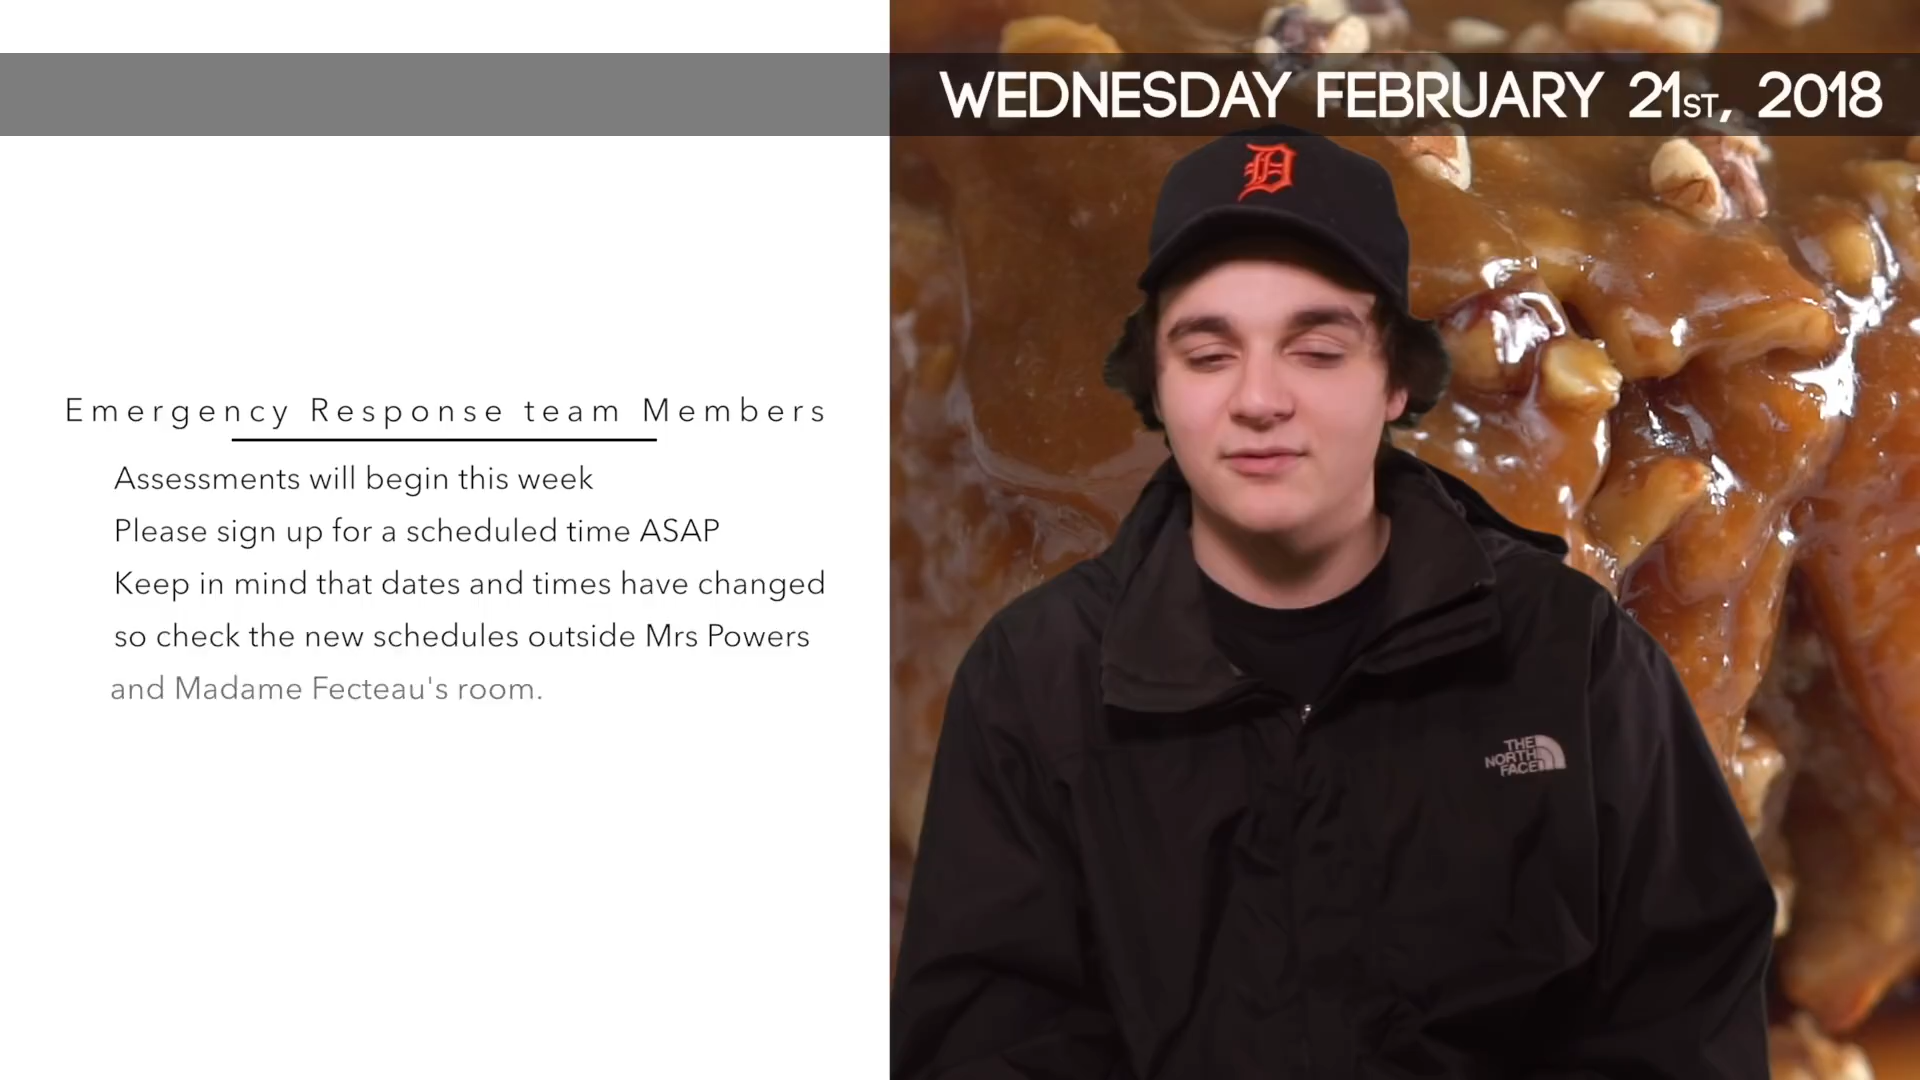 WEDNESDAY FEBRUARY 21ST, 2018
D
Emergency Response team Members
Assessments will begin this week
Please sign up for a scheduled time ASAP
Keep in mind that dates and times have changed
so check the new schedules outside Mrs Powers
and Madame Fecteau's room.
THE
NORTH
FACE